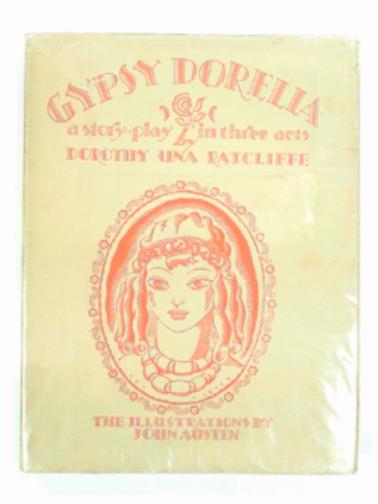 GYPSY DORELIA
a story-play in three acts
DOROTHY UNA RATCLIFFE
THE ILLUSTRATIONS BY
JOHN AUSTEN